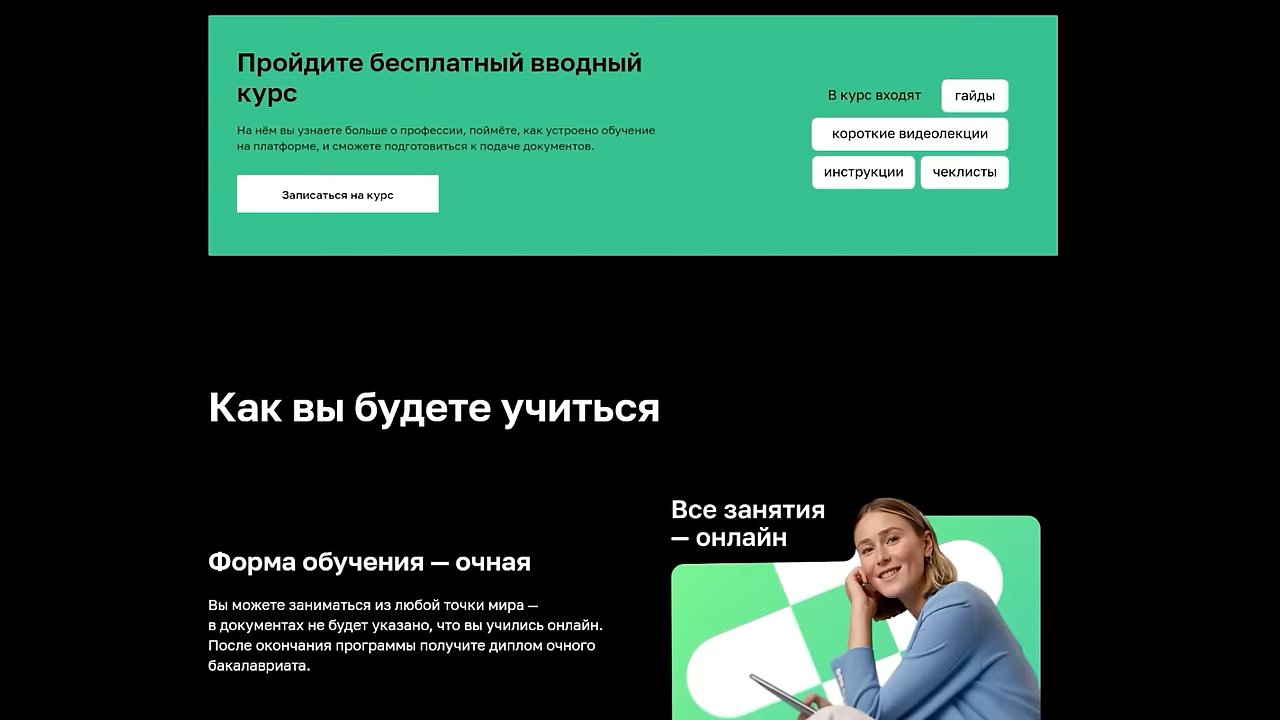 Пройдите бесплатный вводный
курс
На нём вы узнаете больше о профессии, поймёте, как устроено обучение
на платформе, и сможете подготовиться к подаче документов.
Записаться на курс
В курс входят гайды
короткие видеолекции
инструкции чеклисты
Как вы будете учиться
Все занятия
— онлайн
Форма обучения — очная
Вы можете заниматься из любой точки мира —
в документах не будет указано, что вы учились онлайн.
После окончания программы получите диплом очного
бакалавриата.